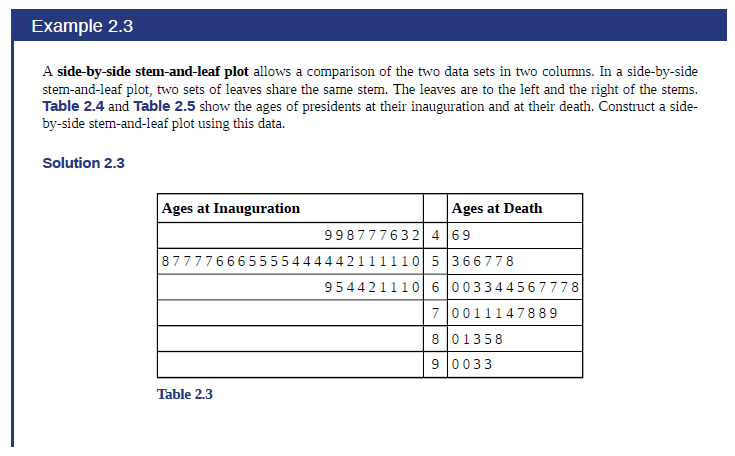 Example 2.3
A side-by-side stem-and-leaf plot allows a comparison of the two data sets in two columns. In a side-by-side
stem-and-leaf plot, two sets of leaves share the same stem. The leaves are to the left and the right of the stems.
Table 2.4 and Table 2.5 show the ages of presidents at their inauguration and at their death. Construct a side-
by-side stem-and-leaf plot using this data.
Solution 2.3
Ages at Inauguration Ages at Death
9 9 8 7 7 7 6 3 2 4 6 9
8 7 7 7 7 6 6 6 5 5 5 5 4 4 4 4 4 2 1 1 1 1 1 0 5 3 6 6 7 7 8
9 5 4 4 2 1 1 1 0 6 0 0 3 3 4 4 5 6 7 7 7 8
7 0 0 1 1 1 4 7 8 8 9
8 0 1 3 5 8
9 0 0 3 3
Table 2.3